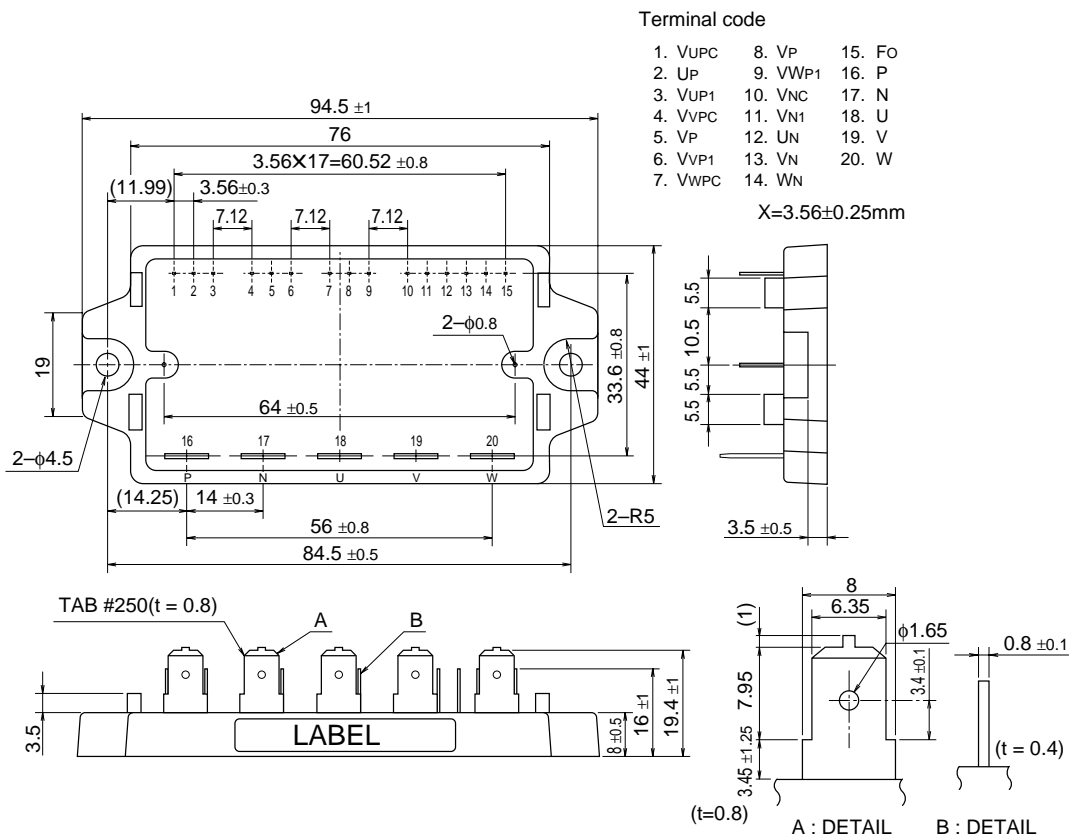 Terminal code
1. VUPC 8. VP 15. FO
2. UP 9. VWP1 16. P
3. VUP1 10. VNC 17. N
4. VVPC 11. VN1 18. U
5. VP 12. UN 19. V
6. VVP1 13. VN 20. W
7. VWPC 14. WN
X=3.56±0.25mm
94.5 ±1
76
3.56X17=60.52 ±0.8
(11.99) 3.56±0.3
7.12 7.12 7.12
1 2 3 4 5 6 7 8 9 10 11 12 13 14 15
2–ϕ0.8
19
64 ±0.5
33.6 ±0.8
44 ±1
16 17 18 19 20
P N U V W
2–ϕ4.5
(14.25) 14 ±0.3
2–R5
56 ±0.8
84.5 ±0.5
5.5
10.5
5.5
5.5
3.5 ±0.5
TAB #250(t = 0.8)
A
B
LABEL
3.5
8 ±0.5
16 ±1
19.4 ±1
8
6.35
(1)
ϕ1.65
7.95
3.4 ±0.1
3.45 ±1.25
(t=0.8)
A : DETAIL
0.8 ±0.1
(t = 0.4)
B : DETAIL